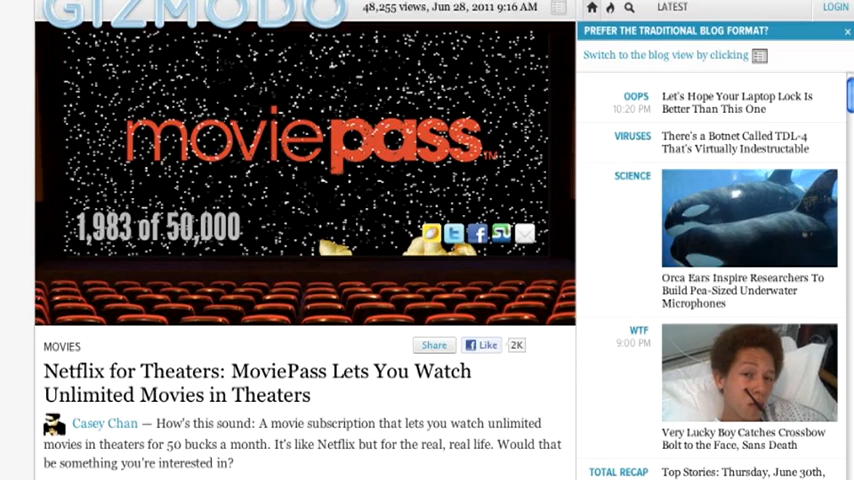 GIZMODO
48,255 views, Jun 28, 2011 9:16 AM
moviepass TM
1,983 of 50,000
MOVIES
Share
Like
2K
Netflix for Theaters: MoviePass Lets You Watch
Unlimited Movies in Theaters
Casey Chan — How's this sound: A movie subscription that lets you watch unlimited
movies in theaters for 50 bucks a month. It's like Netflix but for the real, real life. Would that
be something you're interested in?
LATEST
LOGIN
PREFER THE TRADITIONAL BLOG FORMAT?
×
Switch to the blog view by clicking
OOPS
10:20 PM
Let's Hope Your Laptop Lock Is
Better Than This One
VIRUSES
There's a Botnet Called TDL-4
That's Virtually Indestructable
SCIENCE
Orca Ears Inspire Researchers To
Build Pea-Sized Underwater
Microphones
WTF
9:00 PM
Very Lucky Boy Catches Crossbow
Bolt to the Face, Sans Death
TOTAL RECAP
Top Stories: Thursday, June 30th,